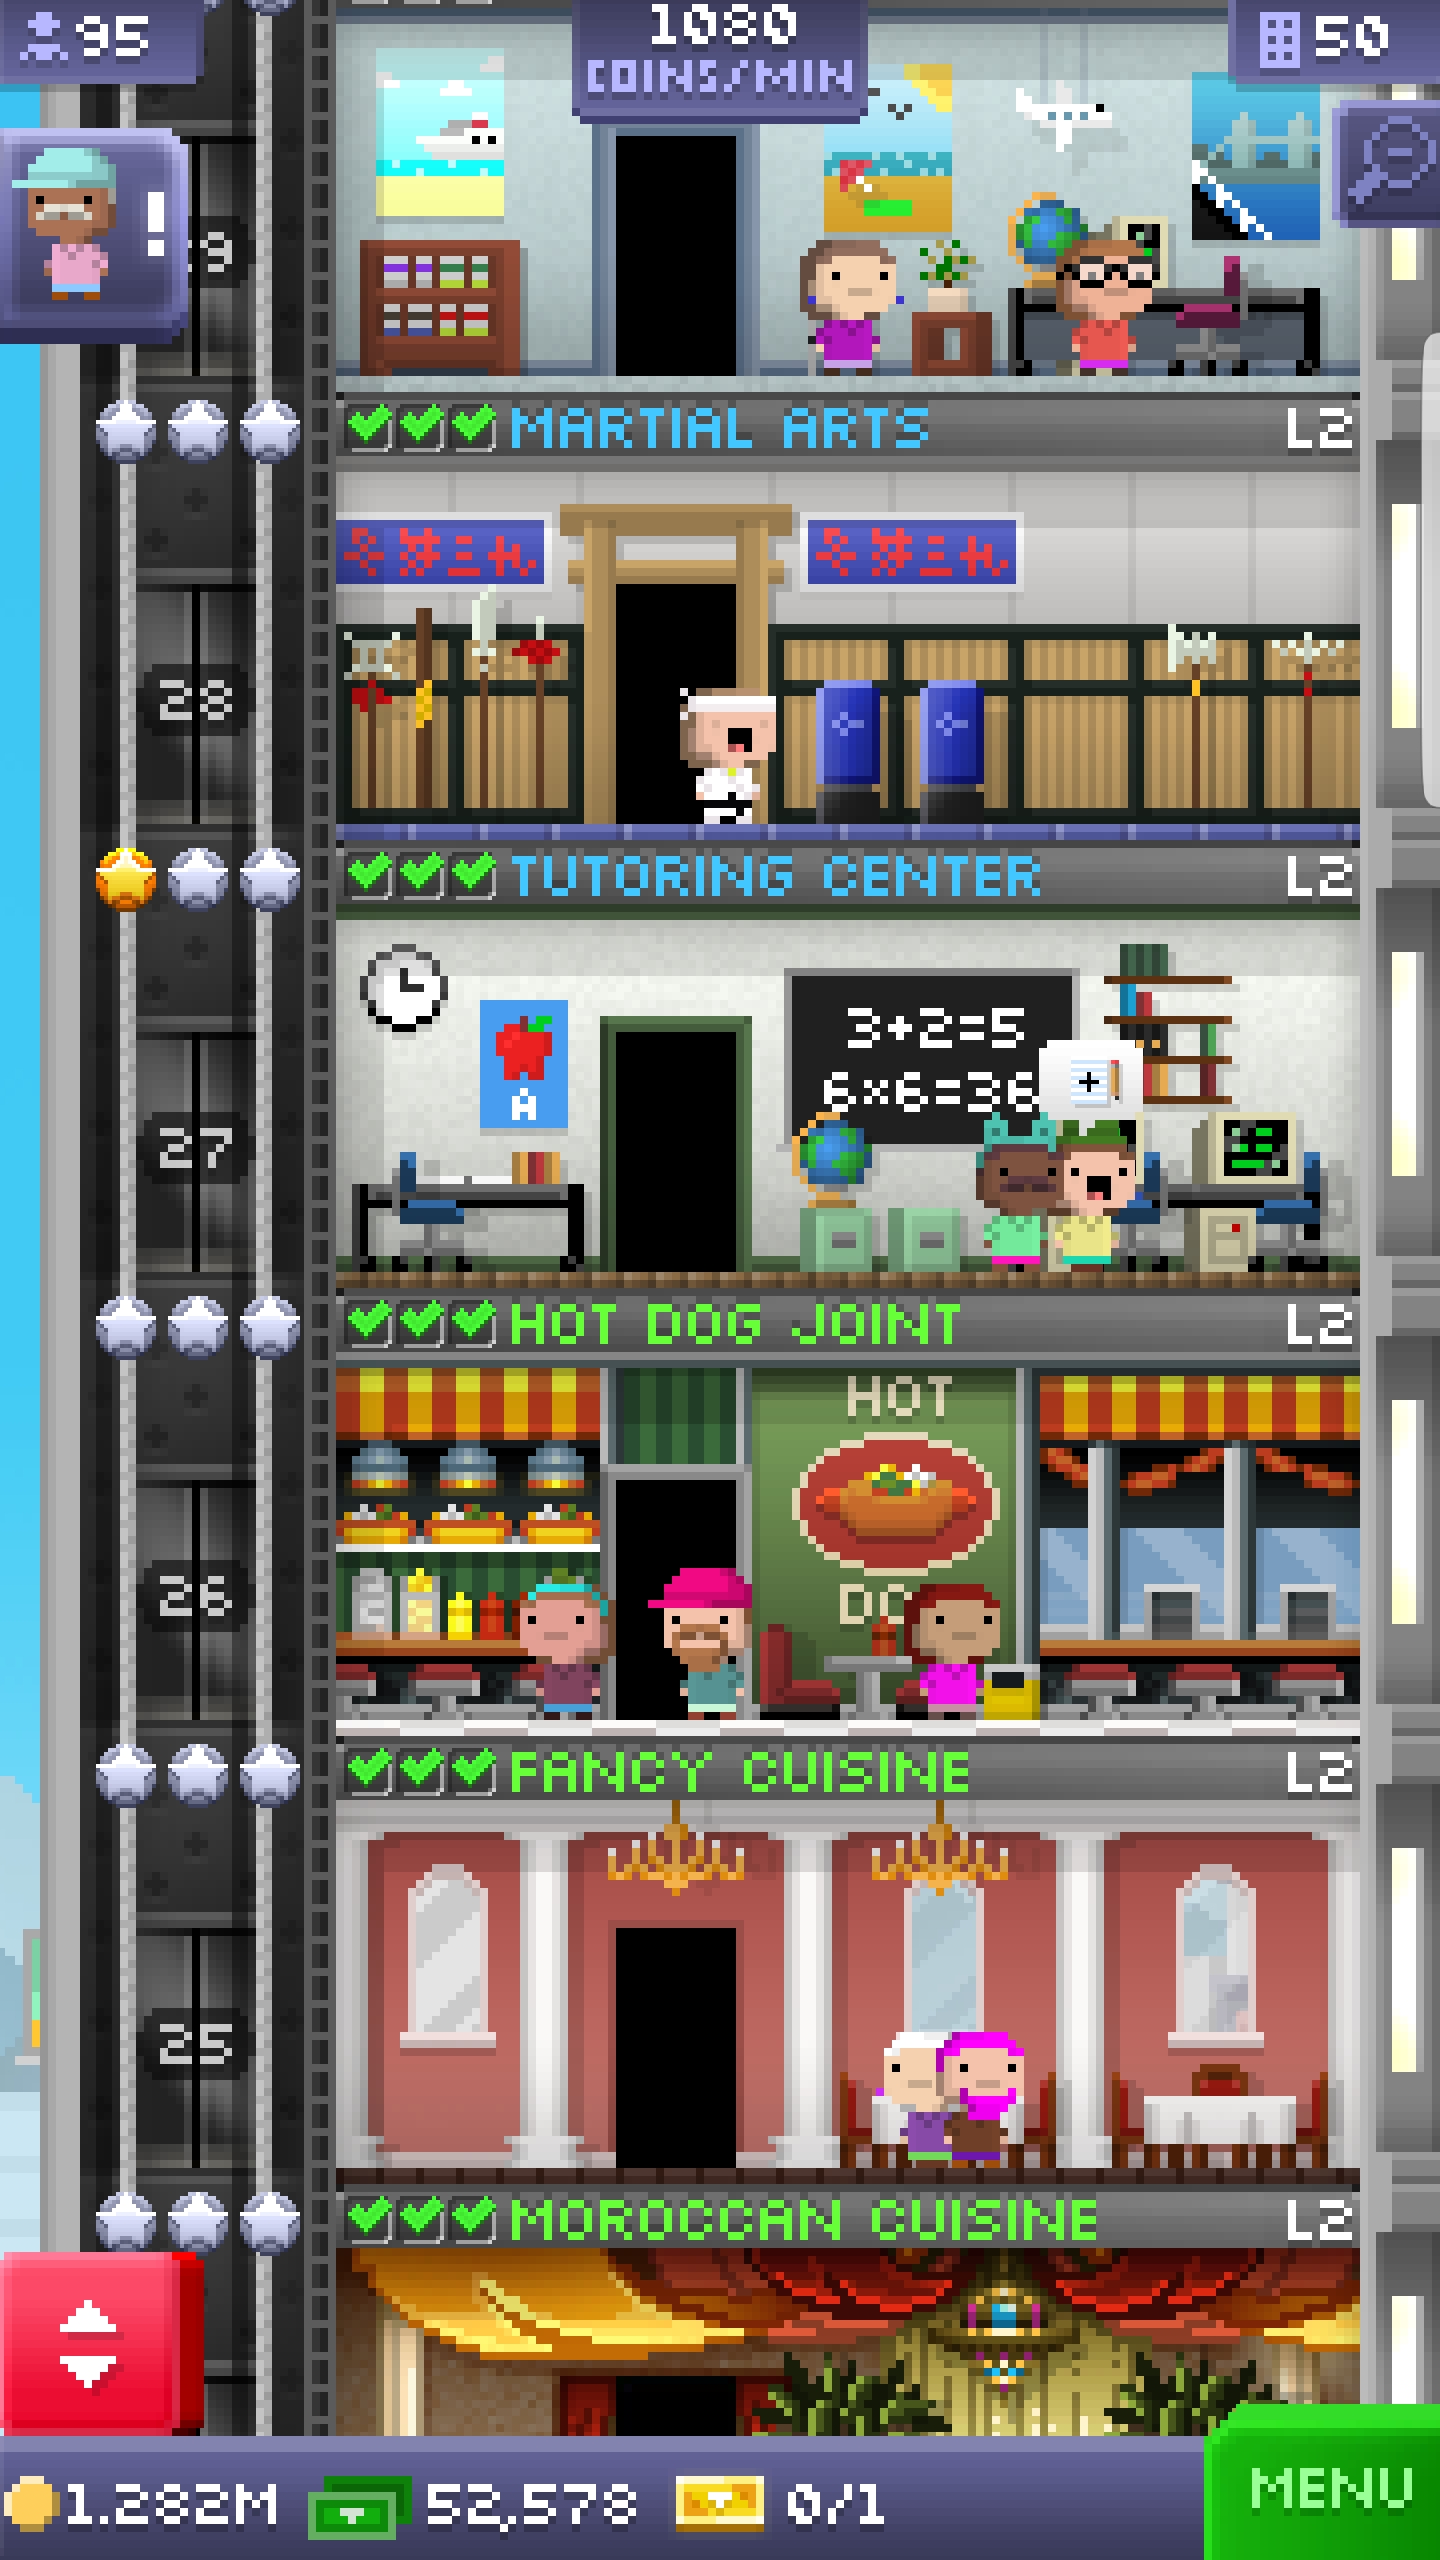 95
1080
COINS/MIN
50
!
9
MARTIAL ARTS
L2
28
TUTORING CENTER
L2
3+2=5
6×6=36
A
27
HOT DOG JOINT
L2
HOT
26
FANCY CUISINE
L2
25
MOROCCAN CUISINE
L2
1.282M
52,578
0/1
MENU